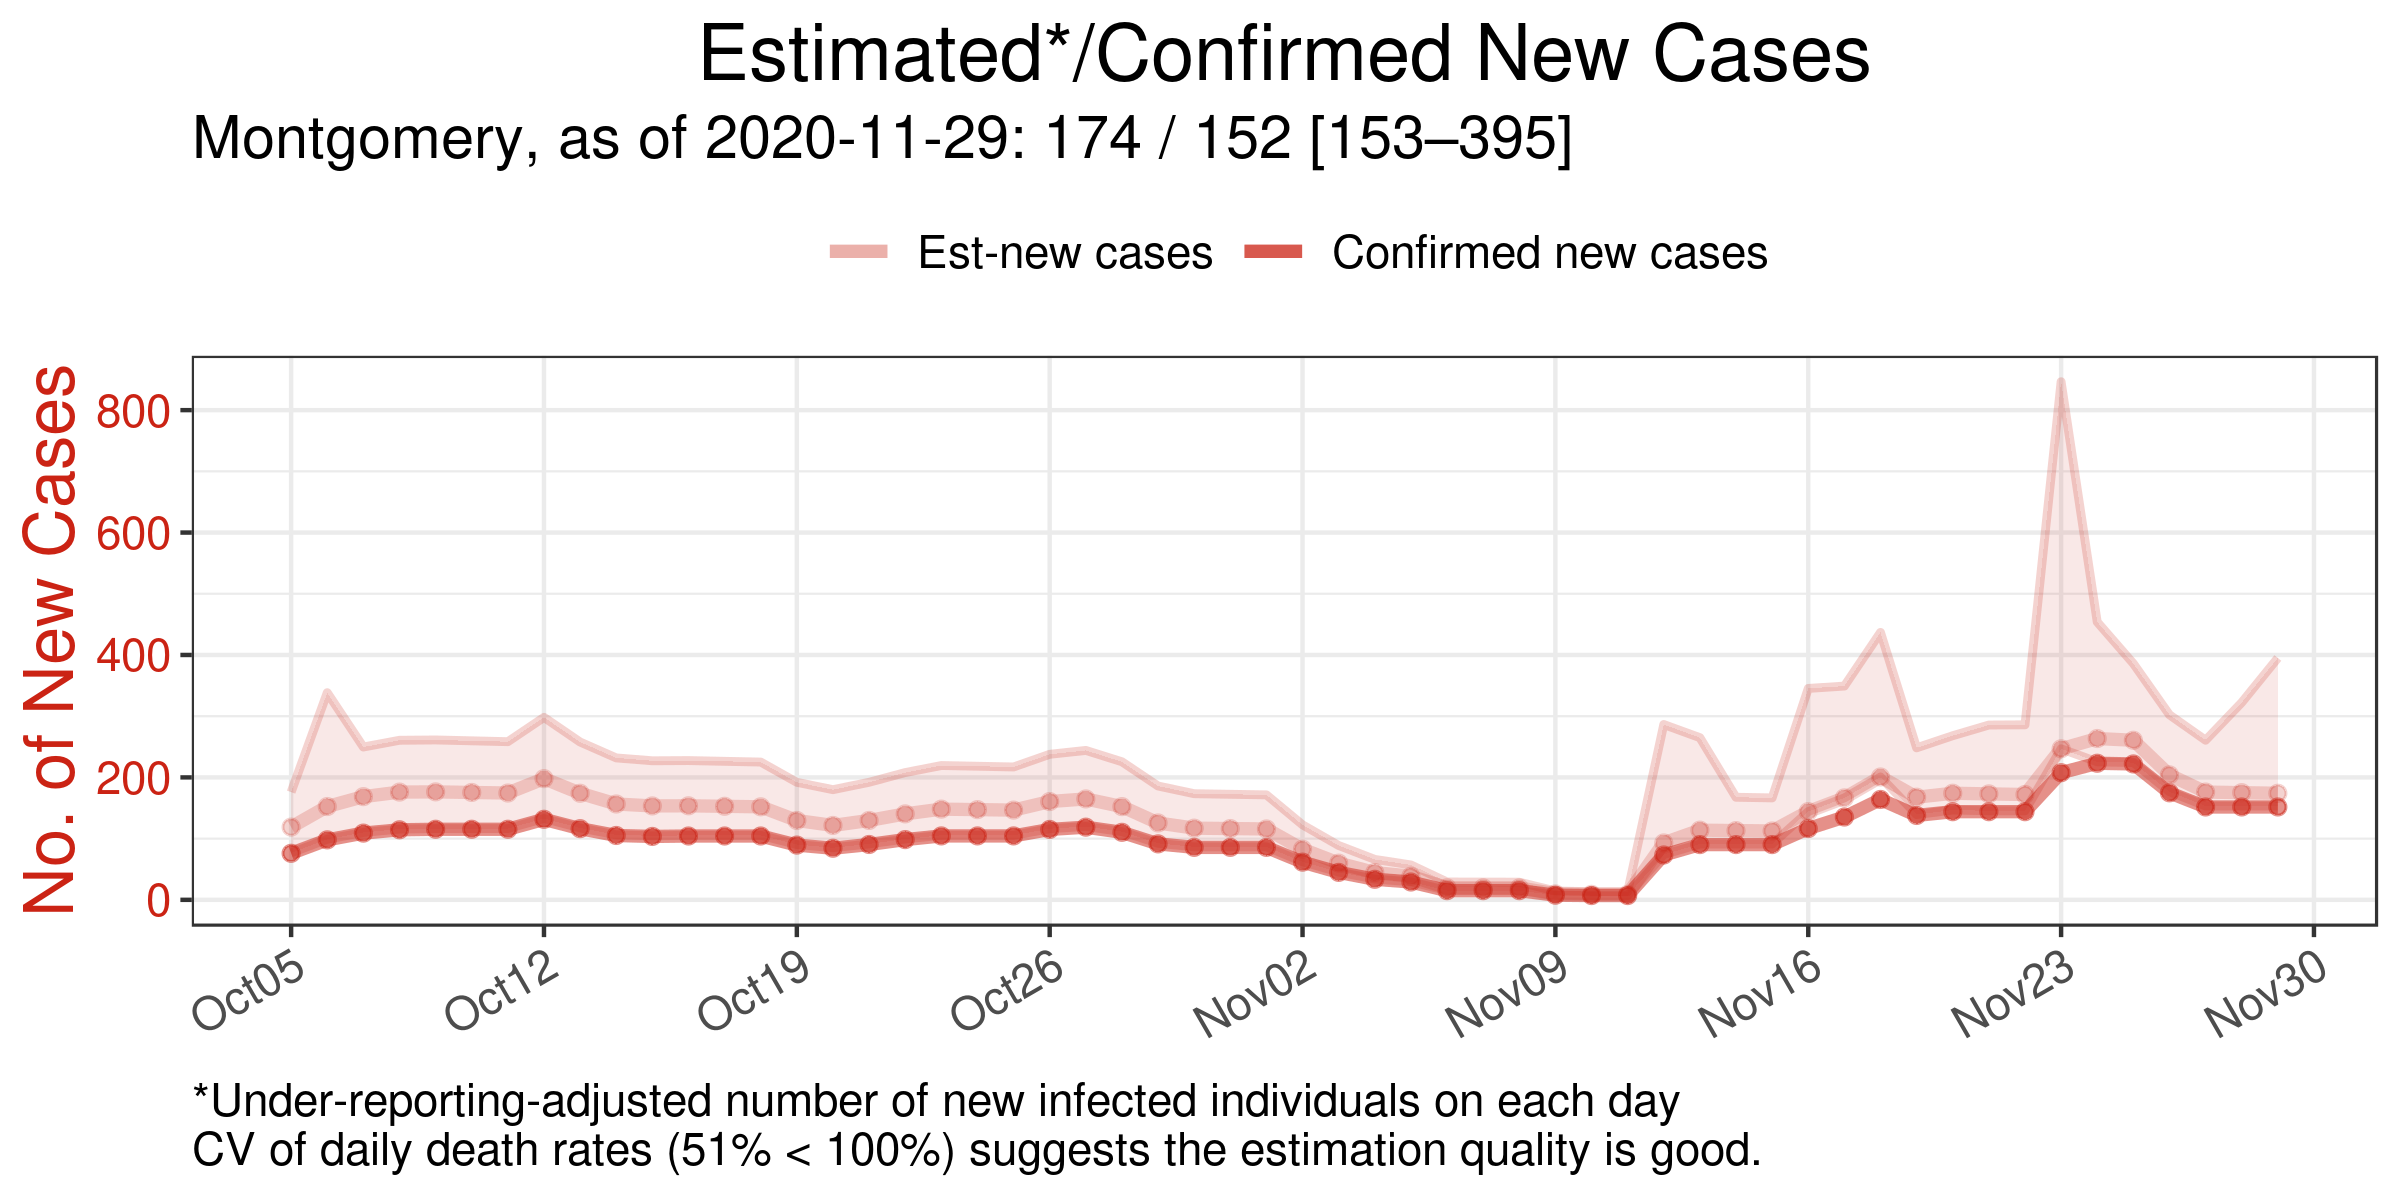 Estimated*/Confirmed New Cases
Montgomery, as of 2020-11-29: 174 / 152 [153–395]
Est-new cases Confirmed new cases
No. of New Cases
800
600
400
200
0
Oct05 Oct12 Oct19 Oct26 Nov02 Nov09 Nov16 Nov23 Nov30
*Under-reporting-adjusted number of new infected individuals on each day
CV of daily death rates (51% < 100%) suggests the estimation quality is good.